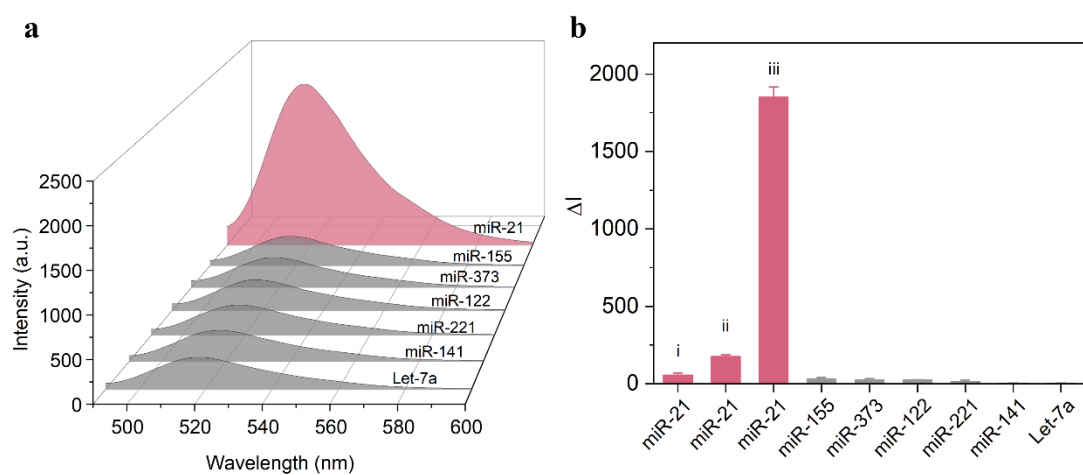 a
2500
2000
1500
1000
500
0
Intensity (a.u.)
500
520
540
560
580
600
Wavelength (nm)
miR-21
miR-155
miR-373
miR-122
miR-221
miR-141
Let-7a
b
2000
1500
1000
500
0
ΔI
i
ii
iii
miR-21
miR-21
miR-21
miR-155
miR-373
miR-122
miR-221
miR-141
Let-7a